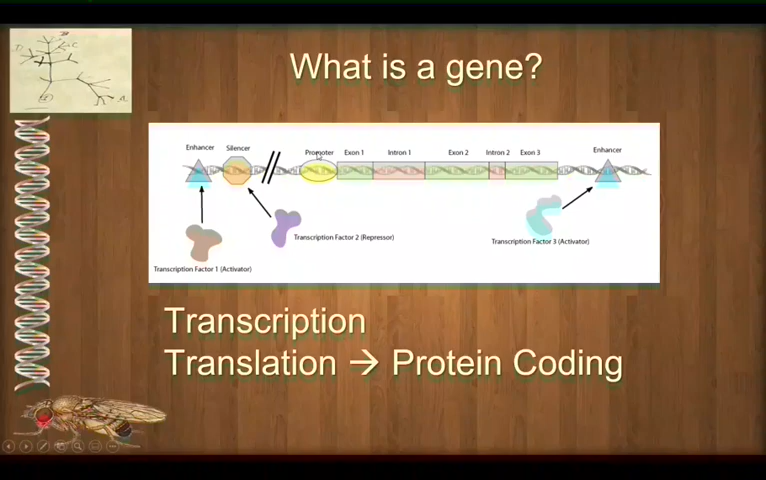 What is a gene?
Enhancer Silencer Promoter Exon 1 Intron 1 Exon 2 Intron 2 Exon 3 Enhancer
Transcription Factor 2 (Repressor)
Transcription Factor 3 (Activator)
Transcription Factor 1 (Activator)
Transcription
Translation → Protein Coding